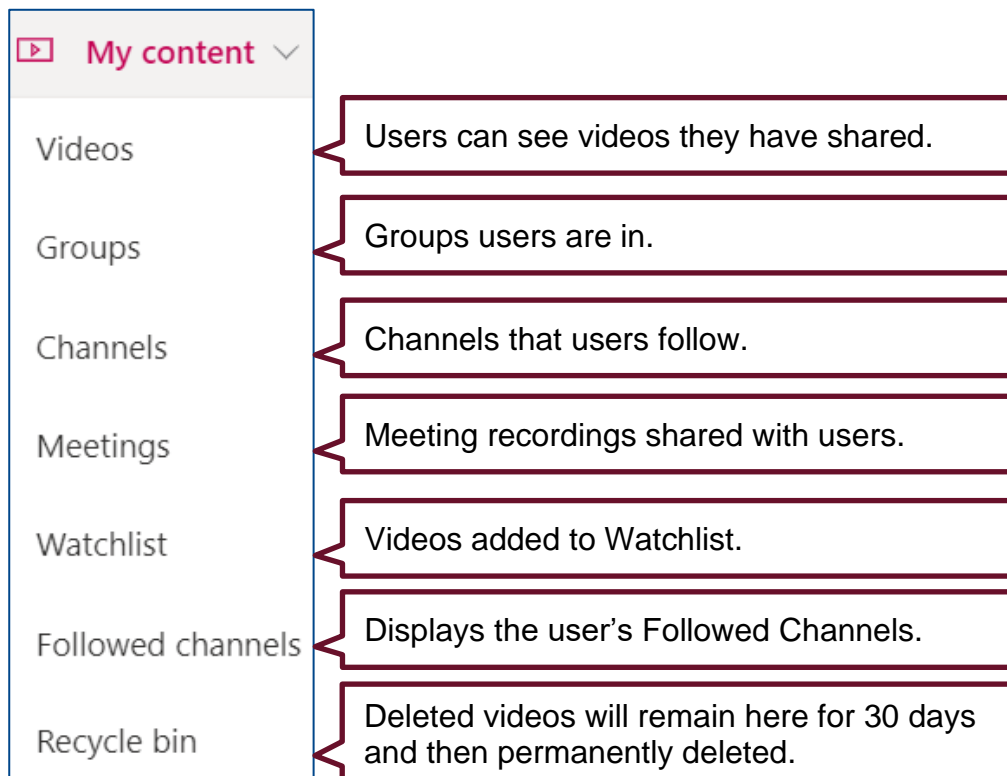 My content
Videos
Users can see videos they have shared.
Groups
Groups users are in.
Channels
Channels that users follow.
Meetings
Meeting recordings shared with users.
Watchlist
Videos added to Watchlist.
Followed channels
Displays the user’s Followed Channels.
Recycle bin
Deleted videos will remain here for 30 days
and then permanently deleted.